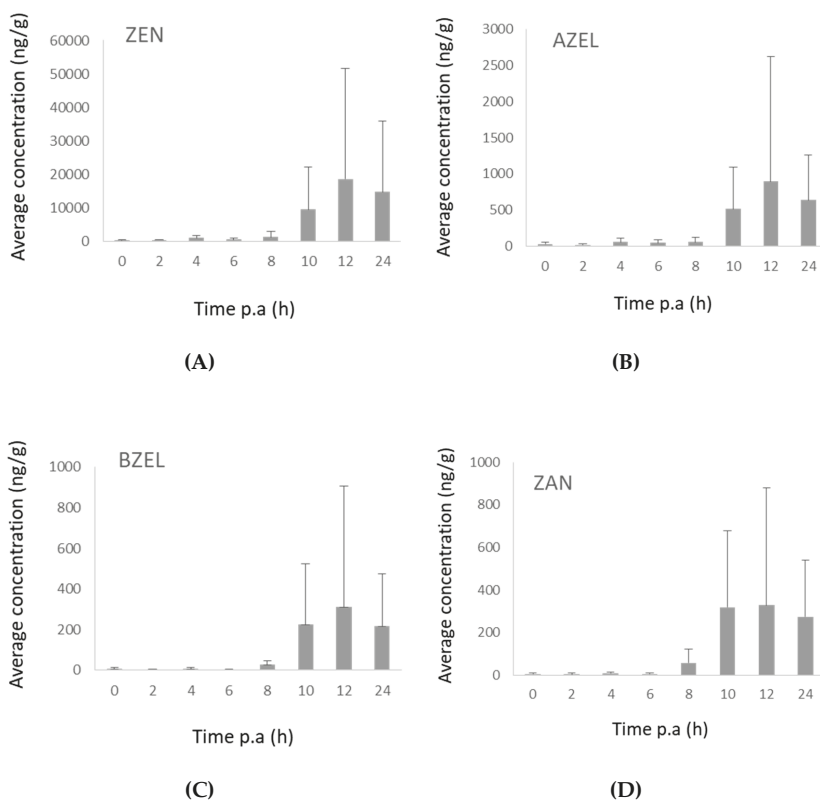 ZEN
Average concentration (ng/g)
60000
50000
40000
30000
20000
10000
0
0 2 4 6 8 10 12 24
Time p.a (h)
(A)
AZEL
Average concentration (ng/g)
3000
2500
2000
1500
1000
500
0
0 2 4 6 8 10 12 24
Time p.a (h)
(B)
BZEL
Average concentration (ng/g)
1000
800
600
400
200
0
0 2 4 6 8 10 12 24
Time p.a (h)
(C)
ZAN
Average concentration (ng/g)
1000
800
600
400
200
0
0 2 4 6 8 10 12 24
Time p.a (h)
(D)